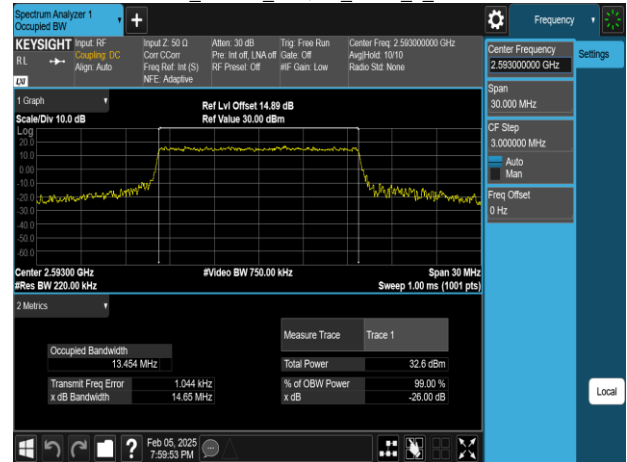 Spectrum Analyzer 1
Occupied BW
Frequency
KEYSIGHT
RL
LXI
Input: RF
Coupling: DC
Align: Auto
Input Z: 50 Ω
Corr CCorr
Freq Ref: Int (S)
NFE: Adaptive
Atten: 30 dB
Pre: Int off, LNA off
RF Presel: Off
Trig: Free Run
Gate: Off
#IF Gain: Low
Center Freq: 2.593000000 GHz
Avg|Hold: 10/10
Radio Std: None
Center Frequency
2.593000000 GHz
Settings
Span
30.000 MHz
CF Step
3.000000 MHz
Auto
Man
Freq Offset
0 Hz
1 Graph
Scale/Div 10.0 dB
Ref Lvl Offset 14.89 dB
Ref Value 30.00 dBm
Log
20.0
10.0
0.00
-10.0
-20.0
-30.0
-40.0
-50.0
-60.0
Center 2.59300 GHz
#Video BW 750.00 kHz
Span 30 MHz
#Res BW 220.00 kHz
Sweep 1.00 ms (1001 pts)
2 Metrics
Measure Trace
Trace 1
Occupied Bandwidth
13.454 MHz
Total Power
32.6 dBm
Transmit Freq Error
1.044 kHz
% of OBW Power
99.00 %
x dB Bandwidth
14.65 MHz
x dB
-26.00 dB
Local
?
Feb 05, 2025
7:59:53 PM